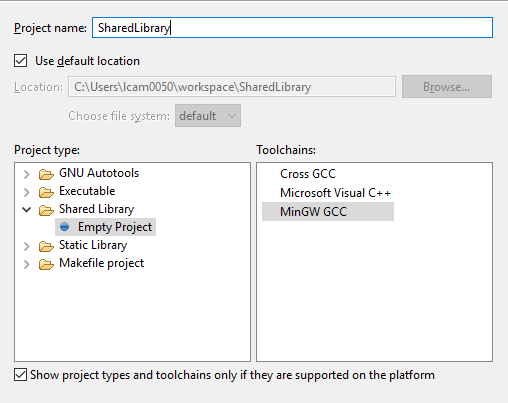 Project name: SharedLibrary
Use default location
Location: C:\Users\lcam0050\workspace\SharedLibrary Browse...
Choose file system: default
Project type: Toolchains:
GNU Autotools Cross GCC
Executable Microsoft Visual C++
Shared Library MinGW GCC
Empty Project
Static Library
Makefile project
Show project types and toolchains only if they are supported on the platform